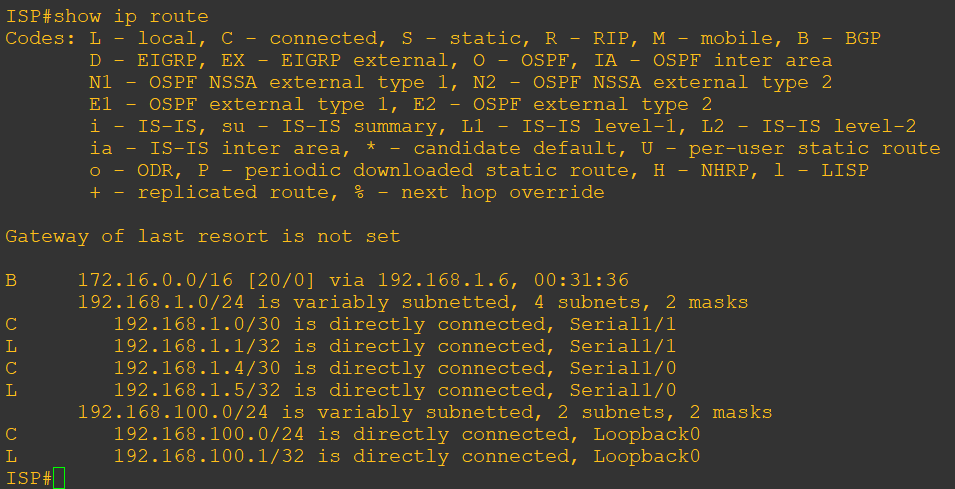 ISP#show ip route
Codes: L - local, C - connected, S - static, R - RIP, M - mobile, B - BGP
       D - EIGRP, EX - EIGRP external, O - OSPF, IA - OSPF inter area
       N1 - OSPF NSSA external type 1, N2 - OSPF NSSA external type 2
       E1 - OSPF external type 1, E2 - OSPF external type 2
       i - IS-IS, su - IS-IS summary, L1 - IS-IS level-1, L2 - IS-IS level-2
       ia - IS-IS inter area, * - candidate default, U - per-user static route
       o - ODR, P - periodic downloaded static route, H - NHRP, l - LISP
       + - replicated route, % - next hop override

Gateway of last resort is not set

B     172.16.0.0/16 [20/0] via 192.168.1.6, 00:31:36
      192.168.1.0/24 is variably subnetted, 4 subnets, 2 masks
C        192.168.1.0/30 is directly connected, Serial1/1
L        192.168.1.1/32 is directly connected, Serial1/1
C        192.168.1.4/30 is directly connected, Serial1/0
L        192.168.1.5/32 is directly connected, Serial1/0
      192.168.100.0/24 is variably subnetted, 2 subnets, 2 masks
C        192.168.100.0/24 is directly connected, Loopback0
L        192.168.100.1/32 is directly connected, Loopback0
ISP#